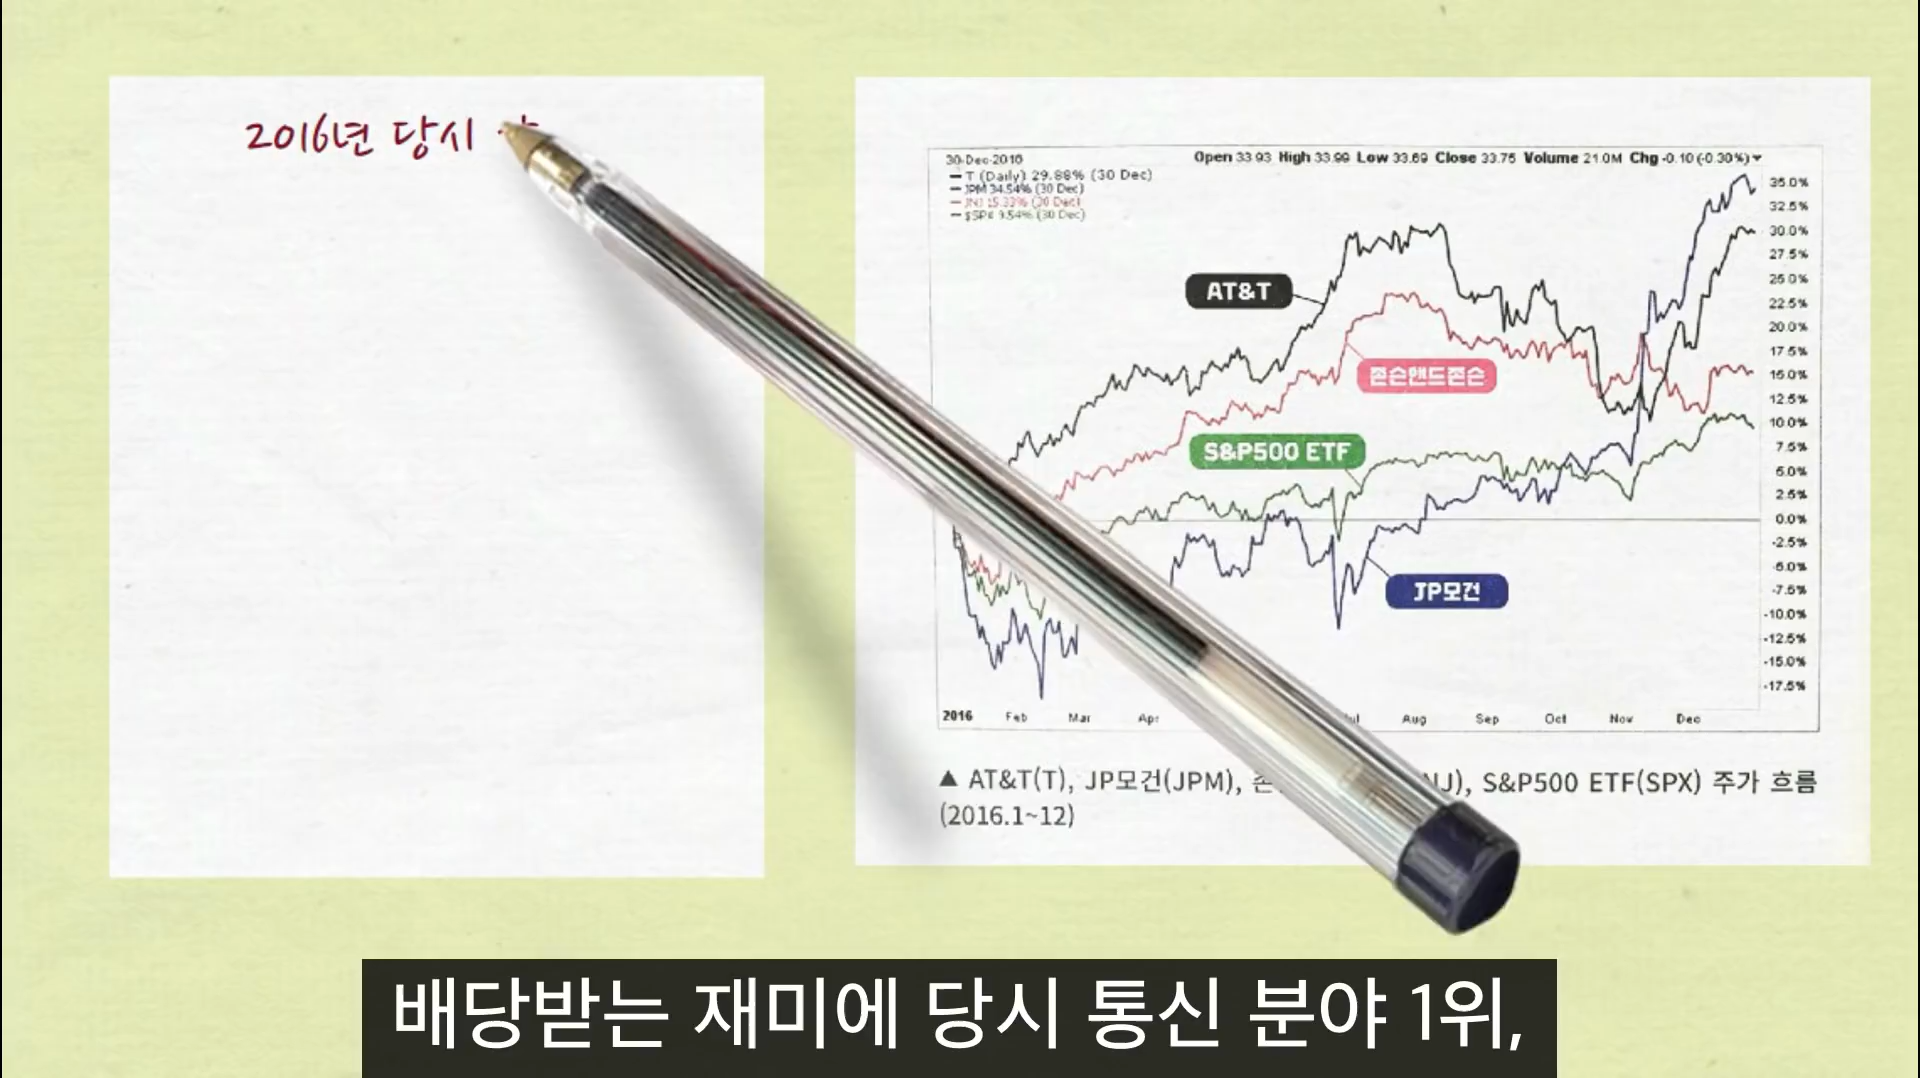 2016년 당시
30-Dec-2016
Open 33.93 High 33.99 Low 33.69 Close 33.75 Volume 21.0M Chg -0.10 (-0.30%)
T (Daily) 29.88% (30 Dec)
JPM 34.54% (30 Dec)
JNJ 15.33% (30 Dec)
$SPX 9.54% (30 Dec)
35.0%
32.5%
30.0%
27.5%
25.0%
22.5%
20.0%
17.5%
15.0%
12.5%
10.0%
7.5%
5.0%
2.5%
0.0%
-2.5%
-5.0%
-7.5%
-10.0%
-12.5%
-15.0%
-17.5%
AT&T
존슨앤드존슨
S&P500 ETF
JP모건
2016 Feb Mar Apr Aug Sep Oct Nov Dec
▲ AT&T(T), JP모건(JPM), S&P500 ETF(SPX) 주가 흐름
(2016.1~12)
배당받는 재미에 당시 통신 분야 1위,